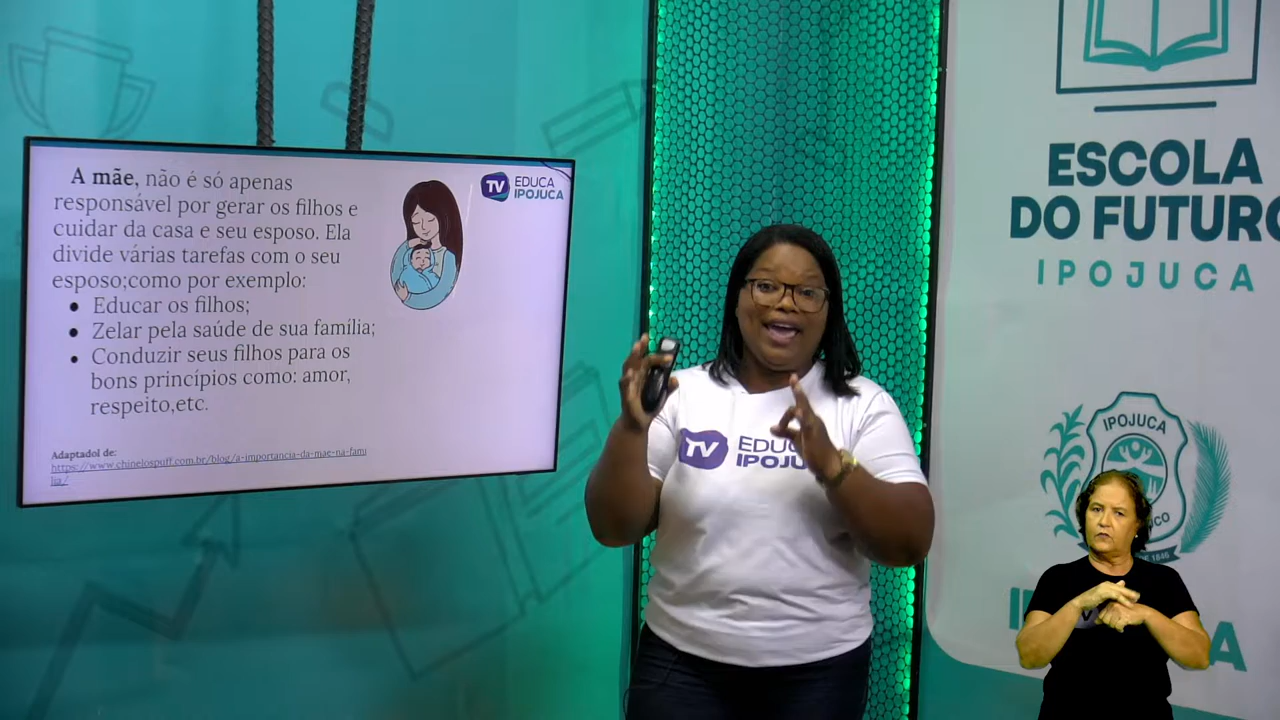 A mãe, não é só apenas
responsável por gerar os filhos e
cuidar da casa e seu esposo. Ela
divide várias tarefas com o seu
esposo;como por exemplo:
Educar os filhos;
Zelar pela saúde de sua família;
Conduzir seus filhos para os
bons princípios como: amor,
respeito,etc.
Adaptadol de:
https://www.chinelospuff.com.br/blog/a-importancia-da-mae-na-fami
lia/
TV EDUCA
IPOJUCA
TV EDUC
IPOJU
ESCOLA
DO FUTURO
IPOJUCA
IPOJUCA
1846